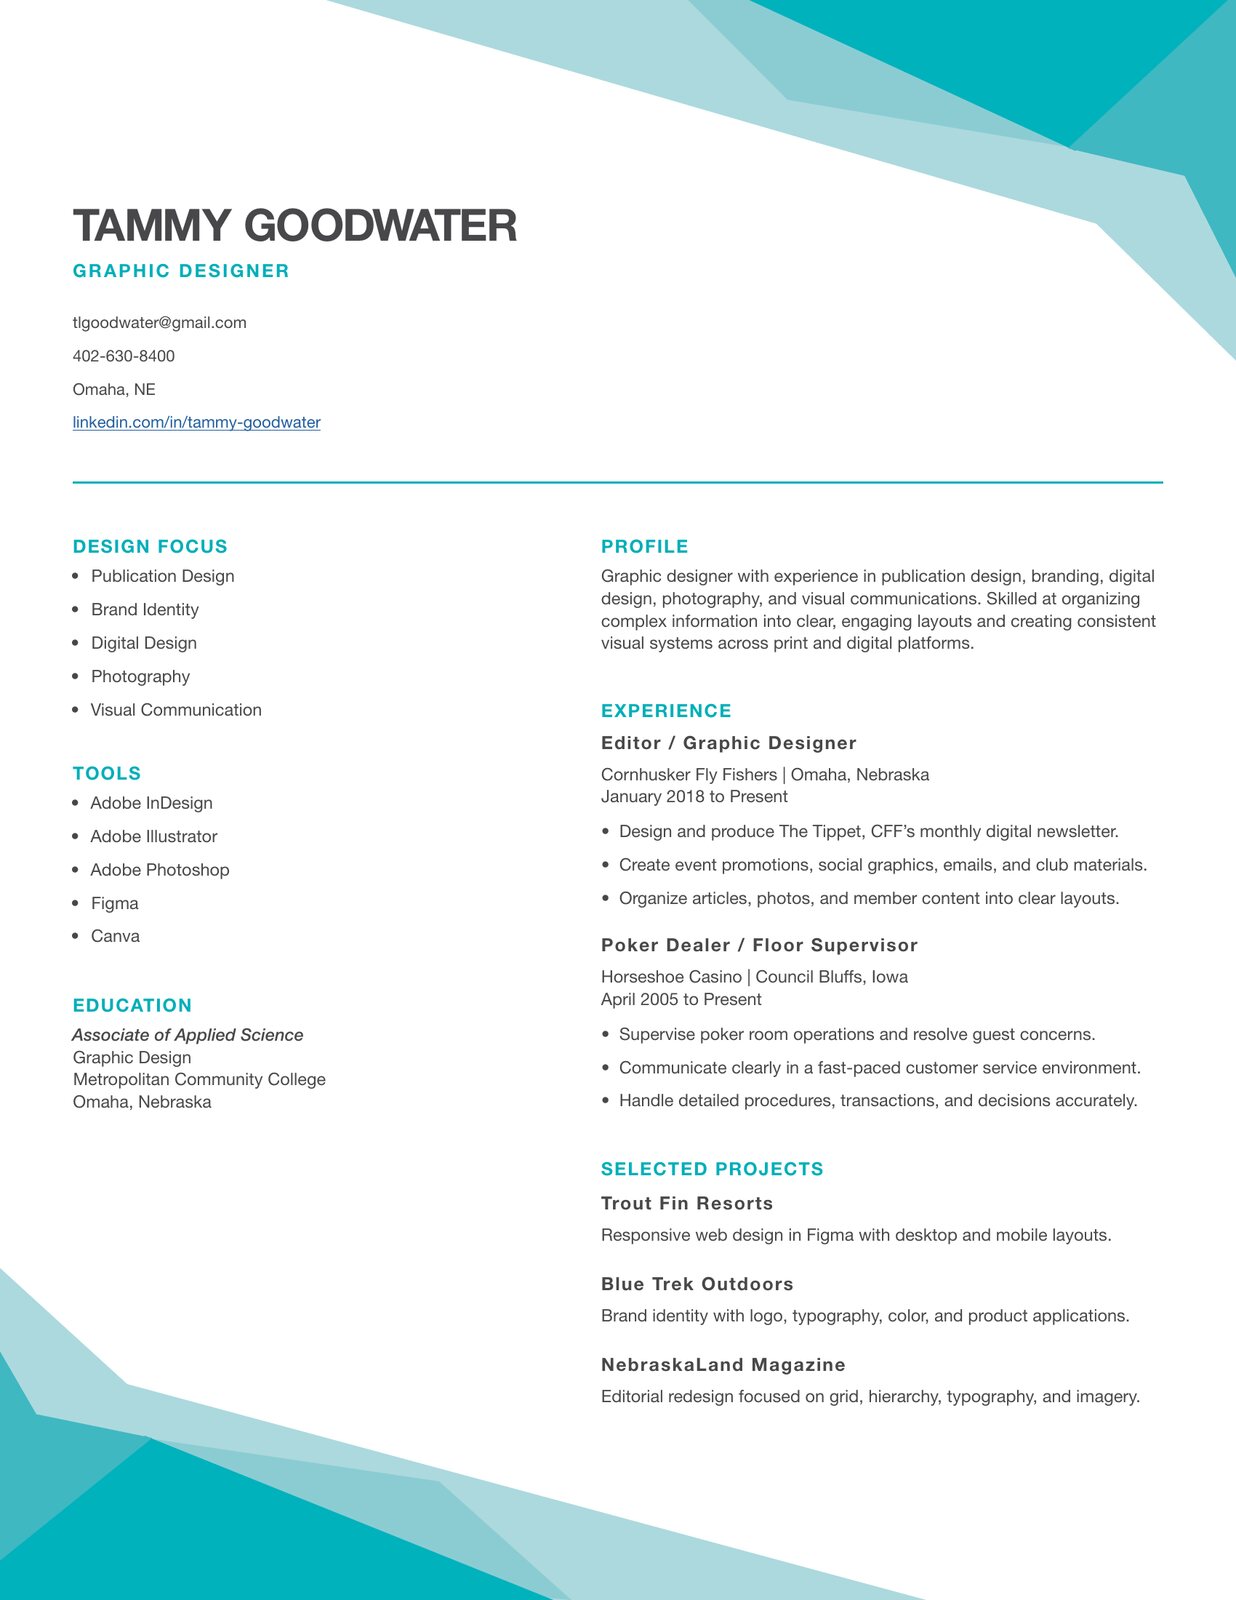 TAMMY GOODWATER
GRAPHIC DESIGNER
tlgoodwater@gmail.com
402-630-8400
Omaha, NE
linkedin.com/in/tammy-goodwater
DESIGN FOCUS
• Publication Design
• Brand Identity
• Digital Design
• Photography
• Visual Communication
TOOLS
• Adobe InDesign
• Adobe Illustrator
• Adobe Photoshop
• Figma
• Canva
EDUCATION
Associate of Applied Science
Graphic Design
Metropolitan Community College
Omaha, Nebraska
PROFILE
Graphic designer with experience in publication design, branding, digital
design, photography, and visual communications. Skilled at organizing
complex information into clear, engaging layouts and creating consistent
visual systems across print and digital platforms.
EXPERIENCE
Editor / Graphic Designer
Cornhusker Fly Fishers | Omaha, Nebraska
January 2018 to Present
• Design and produce The Tippet, CFF’s monthly digital newsletter.
• Create event promotions, social graphics, emails, and club materials.
• Organize articles, photos, and member content into clear layouts.
Poker Dealer / Floor Supervisor
Horseshoe Casino | Council Bluffs, Iowa
April 2005 to Present
• Supervise poker room operations and resolve guest concerns.
• Communicate clearly in a fast-paced customer service environment.
• Handle detailed procedures, transactions, and decisions accurately.
SELECTED PROJECTS
Trout Fin Resorts
Responsive web design in Figma with desktop and mobile layouts.
Blue Trek Outdoors
Brand identity with logo, typography, color, and product applications.
NebraskaLand Magazine
Editorial redesign focused on grid, hierarchy, typography, and imagery.